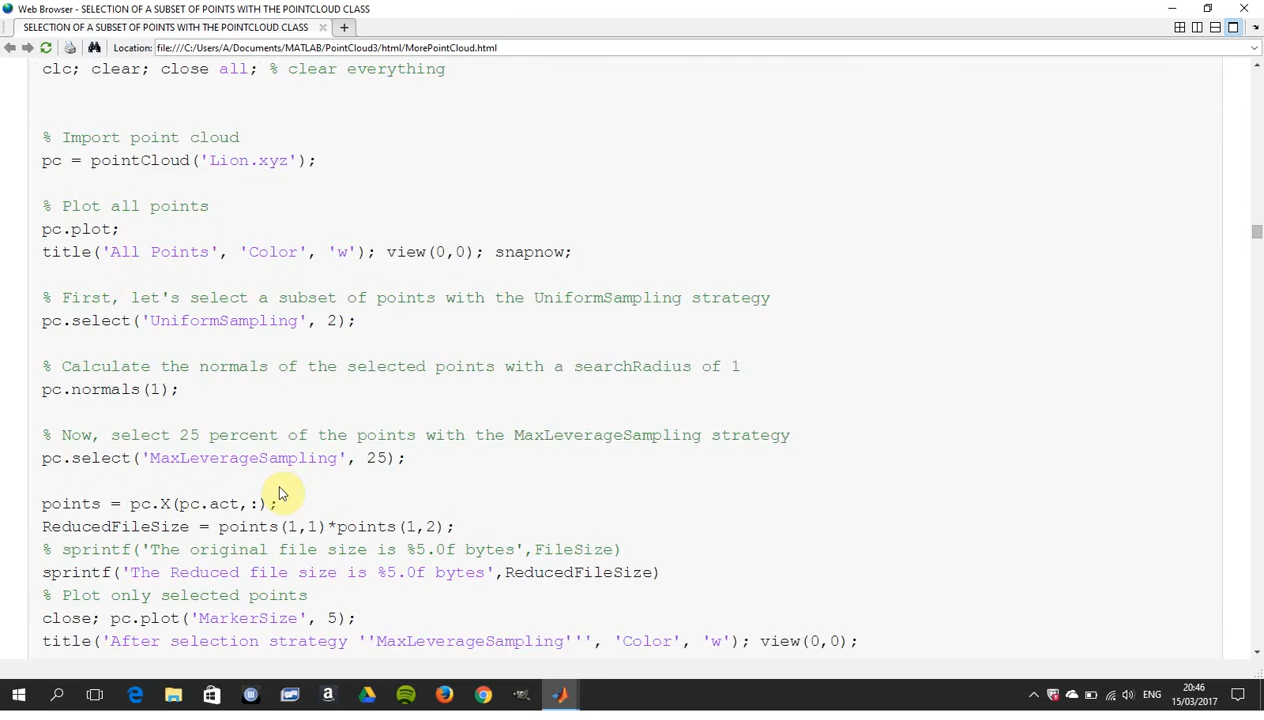 Web Browser - SELECTION OF A SUBSET OF POINTS WITH THE POINTCLOUD CLASS
SELECTION OF A SUBSET OF POINTS WITH THE POINTCLOUD CLASS
Location: file:///C:/Users/A/Documents/MATLAB/PointCloud3/html/MorePointCloud.html
clc; clear; close all; % clear everything
% Import point cloud
pc = pointCloud('Lion.xyz');
% Plot all points
pc.plot;
title('All Points', 'Color', 'w'); view(0,0); snapnow;
% First, let's select a subset of points with the UniformSampling strategy
pc.select('UniformSampling', 2);
% Calculate the normals of the selected points with a searchRadius of 1
pc.normals(1);
% Now, select 25 percent of the points with the MaxLeverageSampling strategy
pc.select('MaxLeverageSampling', 25);
points = pc.X(pc.act,:);
ReducedFileSize = points(1,1)*points(1,2);
% sprintf('The original file size is %5.0f bytes',FileSize)
sprintf('The Reduced file size is %5.0f bytes',ReducedFileSize)
% Plot only selected points
close; pc.plot('MarkerSize', 5);
title('After selection strategy ''MaxLeverageSampling''', 'Color', 'w'); view(0,0);
ENG
20:46
15/03/2017